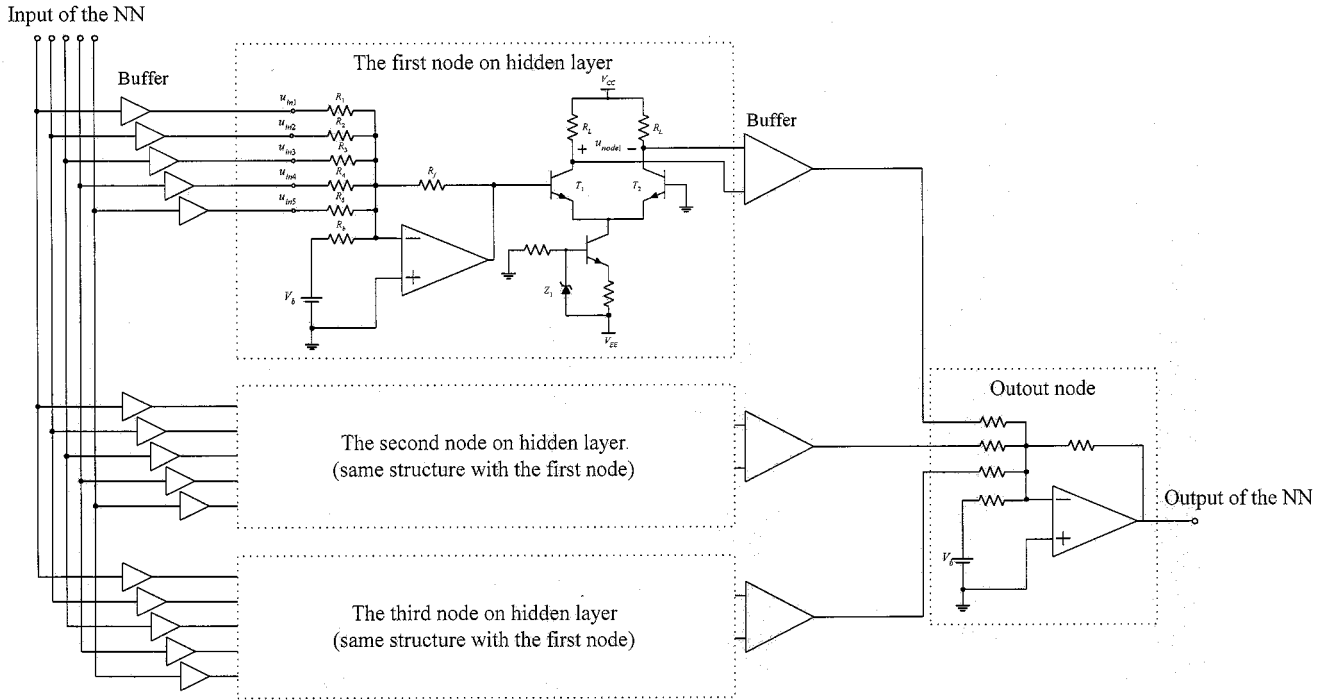 Input of the NN
Buffer
The first node on hidden layer
V_CC
u_in1
R_1
u_in2
R_2
u_in3
R_3
u_in4
R_4
u_in5
R_5
R_b
R_f
R_L
R_L
+ u_node1 −
T_1
T_2
−
+
V_b
Z_1
V_EE
Buffer
The second node on hidden layer.
(same structure with the first node)
The third node on hidden layer
(same structure with the first node)
Outout node
−
+
V_b
Output of the NN